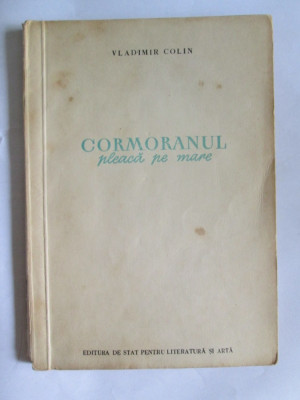 VLADIMIR COLIN
CORMORANUL
pleacă pe mare
EDITURA DE STAT PENTRU LITERATURĂ ȘI ARTĂ